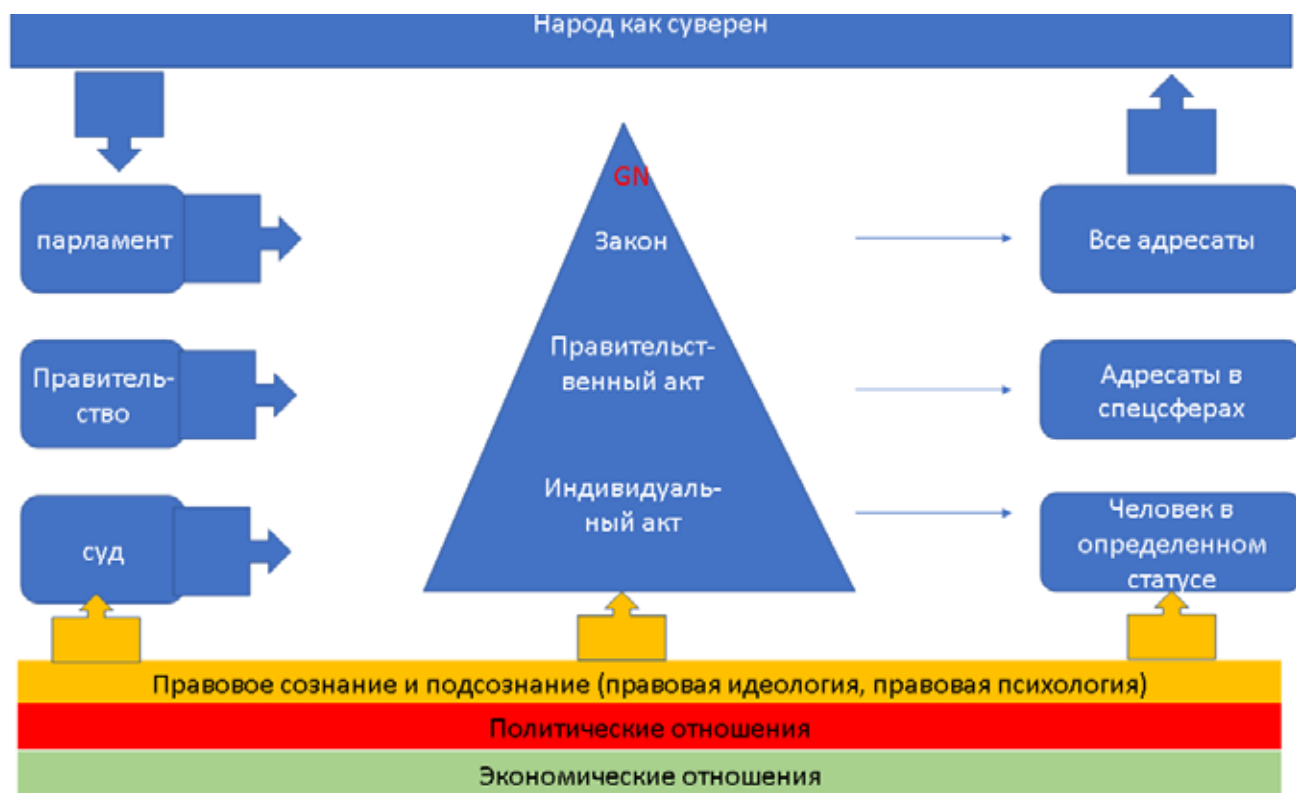 Народ как суверен
GN
парламент
Закон
Все адресаты
Правитель-
ство
Правительст-
венный акт
Адресаты в
спецсферах
суд
Индивидуаль-
ный акт
Человек в
определенном
статусе
Правовое сознание и подсознание (правовая идеология, правовая психология)
Политические отношения
Экономические отношения